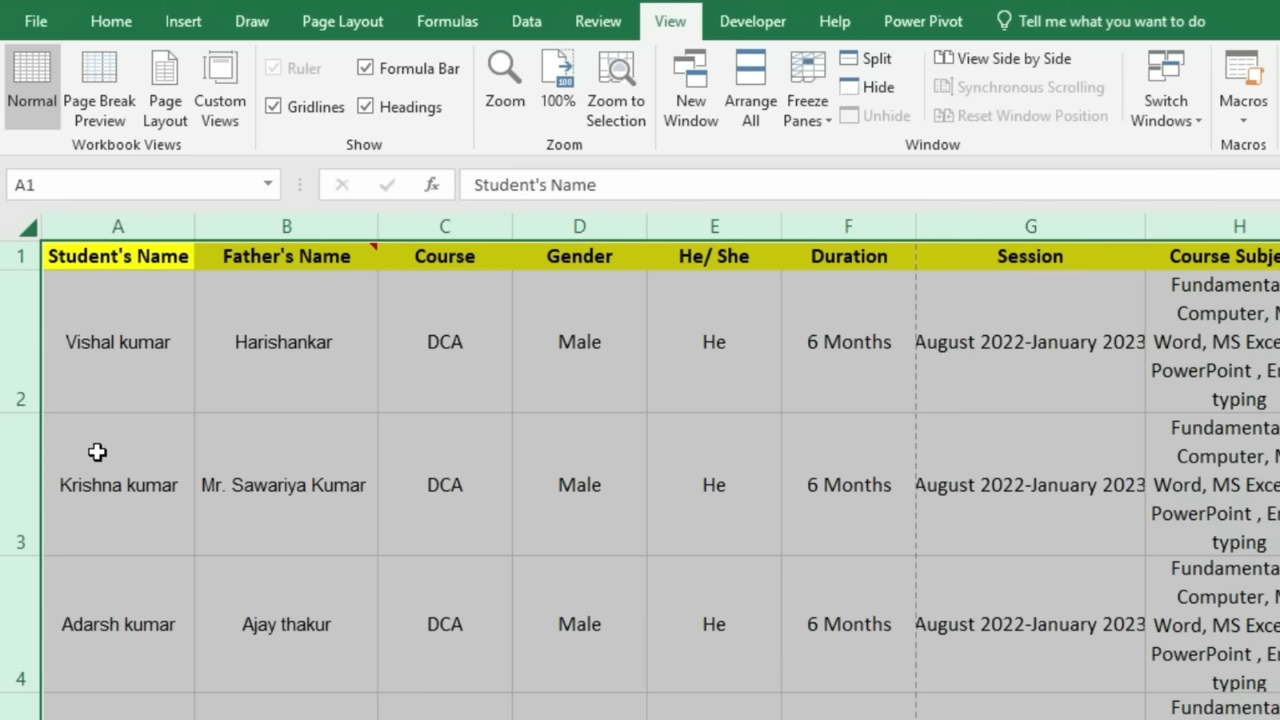 File Home Insert Draw Page Layout Formulas Data Review View Developer Help Power Pivot Tell me what you want to do
Normal Page Break Preview Page Layout Custom Views
Workbook Views
Ruler Formula Bar
Gridlines Headings
Show
Zoom 100% Zoom to Selection
Zoom
New Window Arrange All Freeze Panes Split Hide Unhide
View Side by Side
Synchronous Scrolling
Reset Window Position
Switch Windows
Window
Macros
Macros
A1 fx Student's Name
A B C D E F G H
1 Student's Name Father's Name Course Gender He/ She Duration Session Course Subje
2 Vishal kumar Harishankar DCA Male He 6 Months August 2022-January 2023
Fundamenta
Computer, M
Word, MS Exce
PowerPoint , En
typing
3 Krishna kumar Mr. Sawariya Kumar DCA Male He 6 Months August 2022-January 2023
Fundamenta
Computer, M
Word, MS Exce
PowerPoint , En
typing
4 Adarsh kumar Ajay thakur DCA Male He 6 Months August 2022-January 2023
Fundamenta
Computer, M
Word, MS Exce
PowerPoint , En
typing
Fundamenta